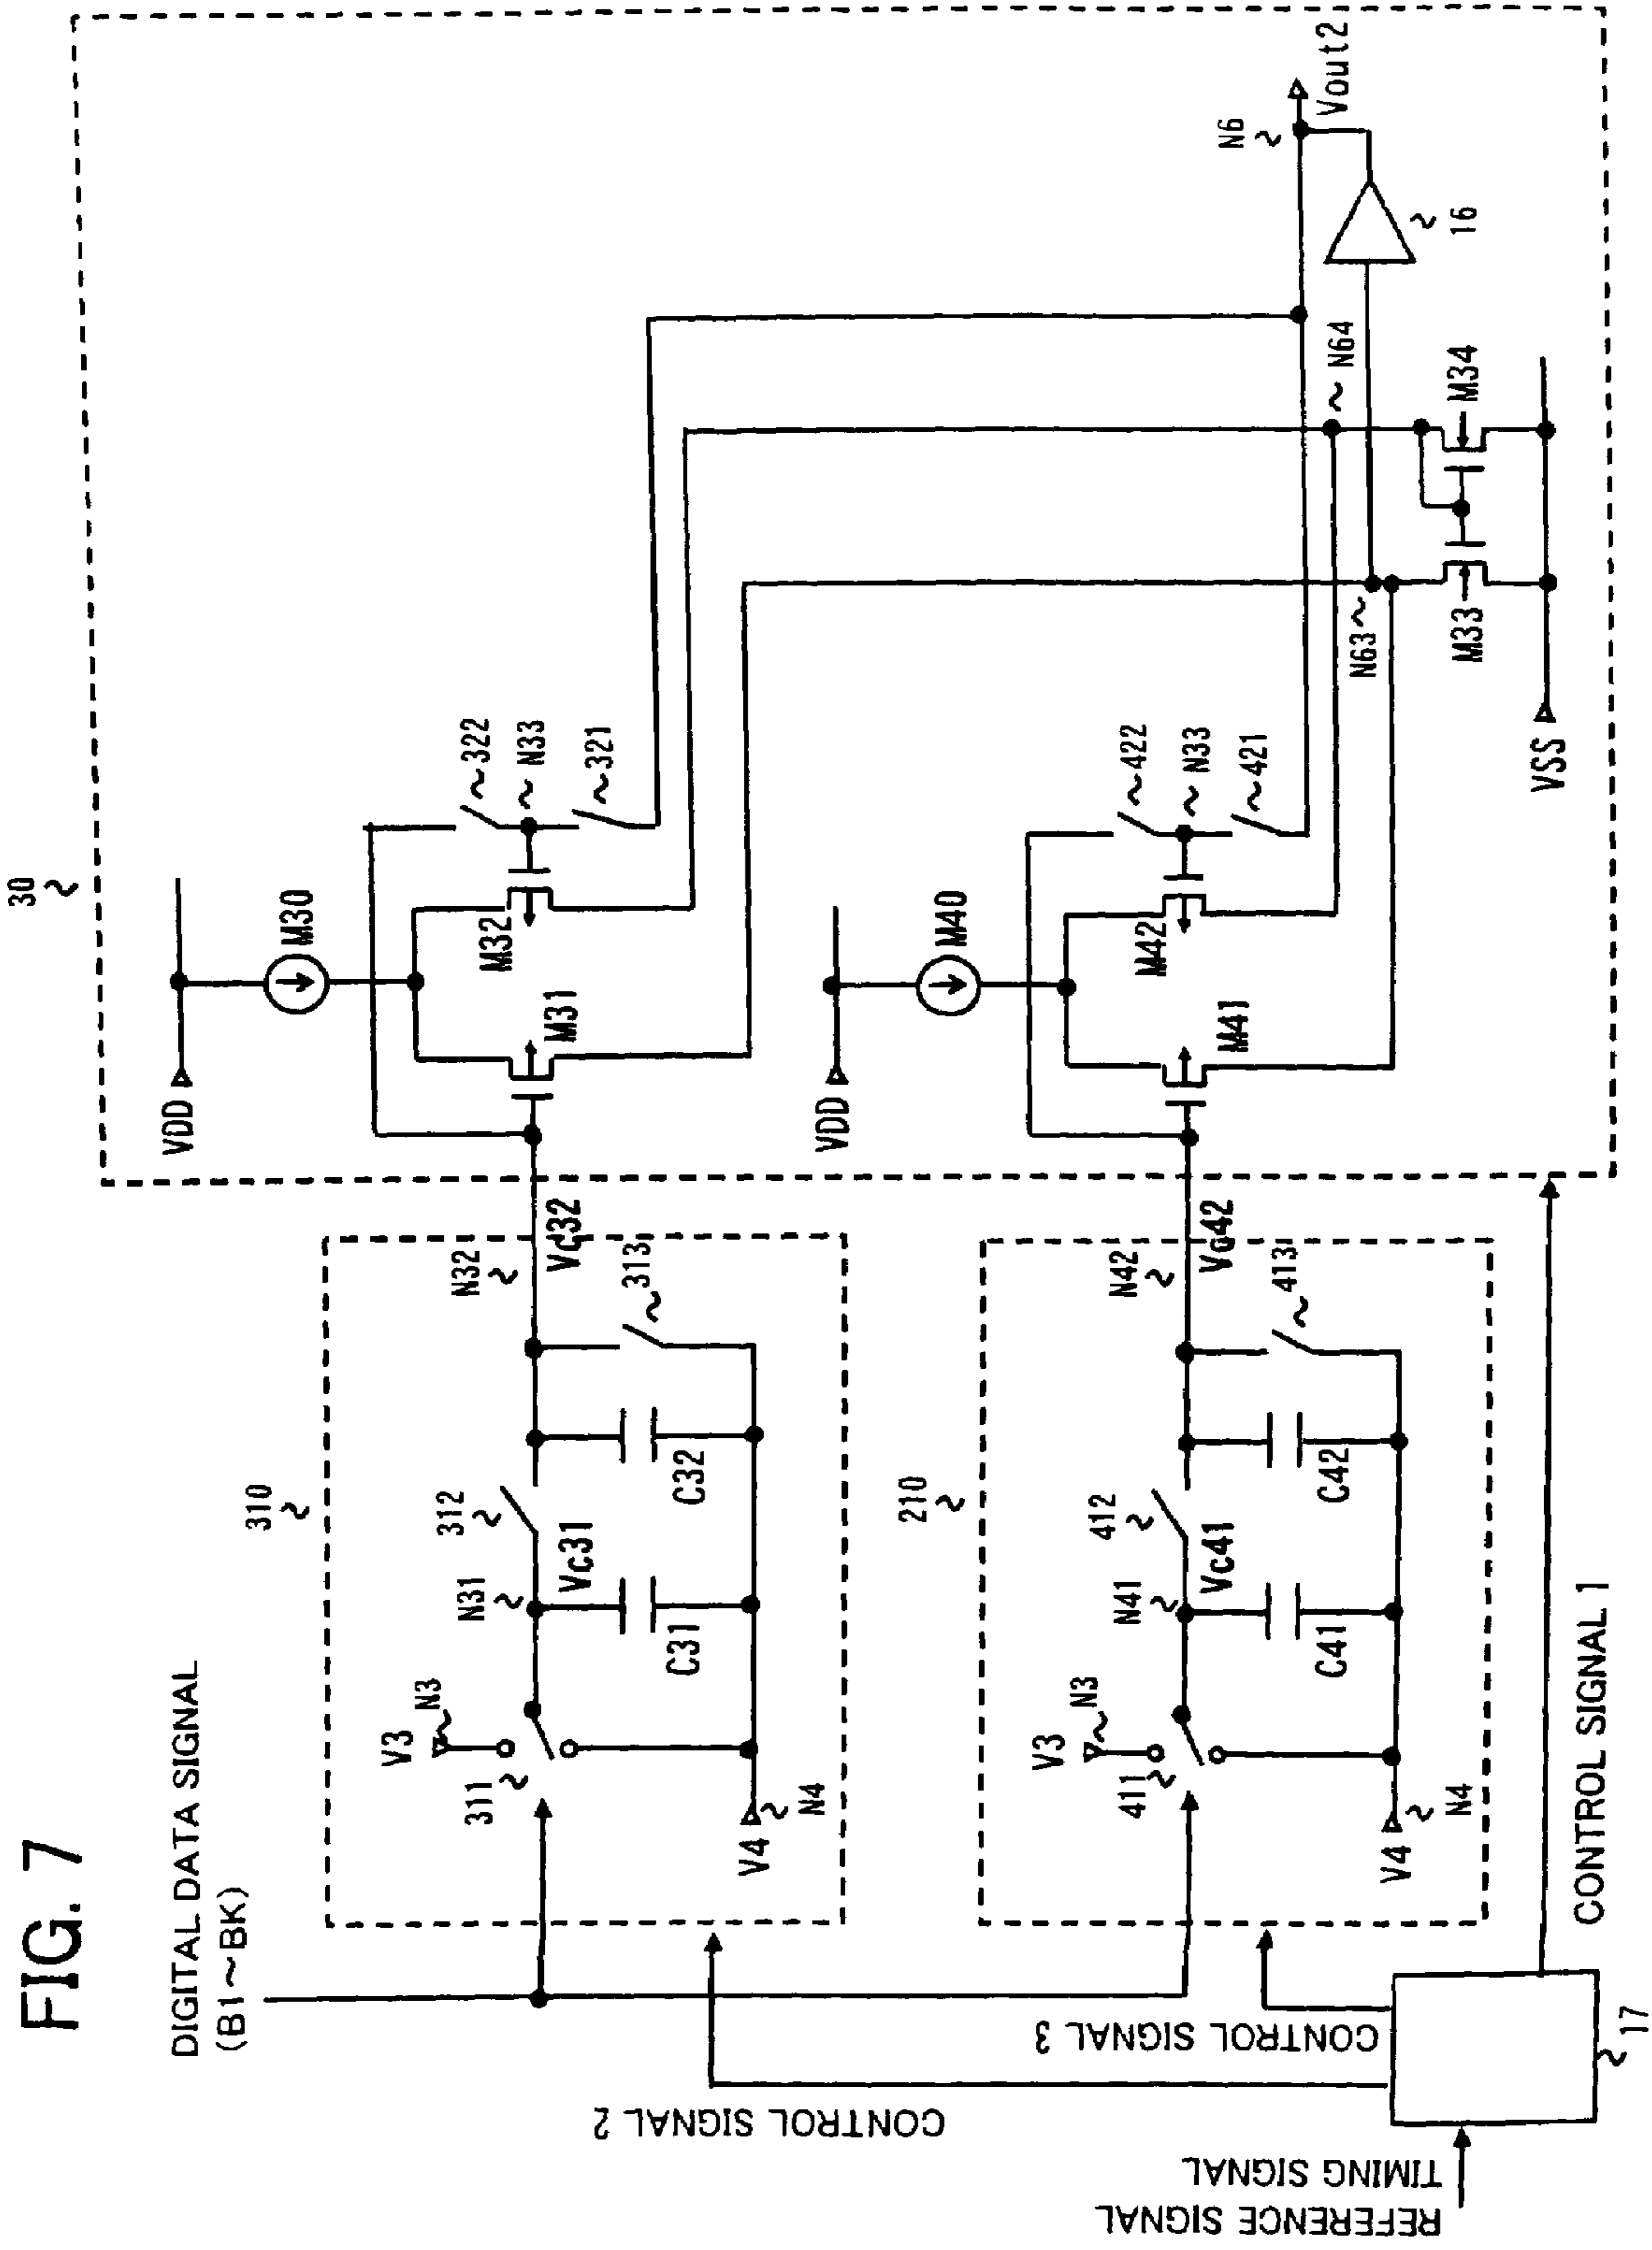 FIG. 7
DIGITAL DATA SIGNAL
(B1~BK)
30
VDD
M30
M31
M32
322
N33
321
310
V3
N3
311
N31
Vc31
312
C31
C32
N32
Vc32
313
V4
N4
VDD
M40
M41
M42
422
N33
421
210
V3
N3
411
N41
Vc41
412
C41
C42
N42
Vc42
413
V4
N4
N63
N64
M33
M34
VSS
16
N6
Vout2
CONTROL SIGNAL 2
CONTROL SIGNAL 3
CONTROL SIGNAL 1
REFERENCE SIGNAL
TIMING SIGNAL
17